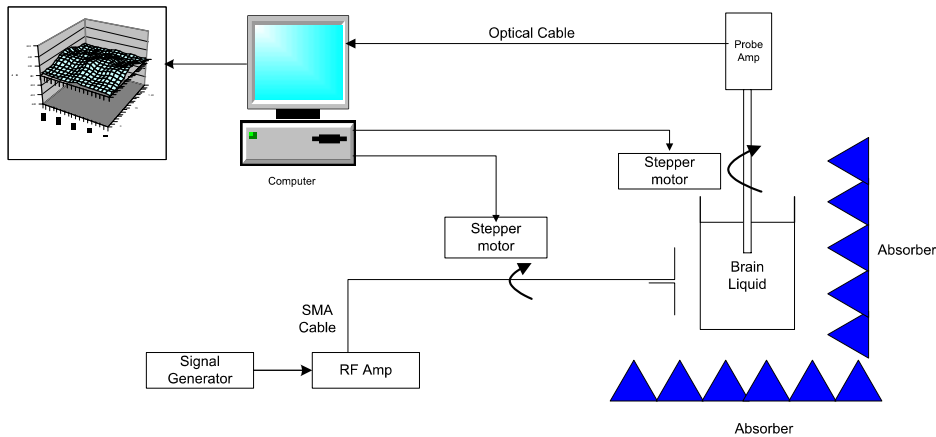 Optical Cable
Probe
Amp
Computer
Stepper
motor
Stepper
motor
Brain
Liquid
Absorber
SMA
Cable
Signal
Generator
RF Amp
Absorber